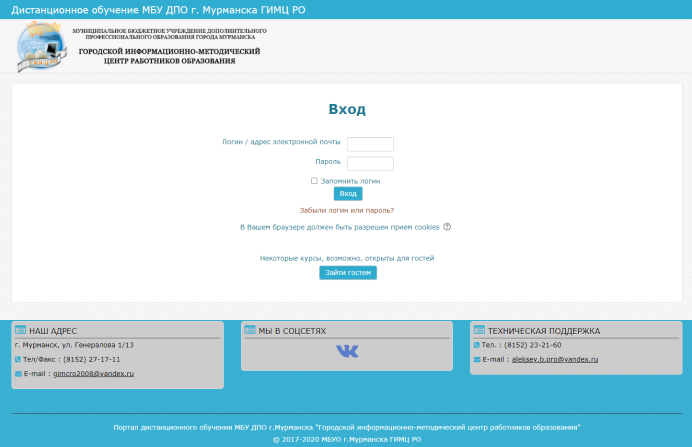 Дистанционное обучение МБУ ДПО г. Мурманска ГИМЦ РО
МУНИЦИПАЛЬНОЕ БЮДЖЕТНОЕ УЧРЕЖДЕНИЕ ДОПОЛНИТЕЛЬНОГО
ПРОФЕССИОНАЛЬНОГО ОБРАЗОВАНИЯ ГОРОДА МУРМАНСКА
ГОРОДСКОЙ ИНФОРМАЦИОННО-МЕТОДИЧЕСКИЙ
ЦЕНТР РАБОТНИКОВ ОБРАЗОВАНИЯ
Вход
Логин / адрес электронной почты
Пароль
Запомнить логин
Вход
Забыли логин или пароль?
В Вашем браузере должен быть разрешен прием cookies
Некоторые курсы, возможно, открыты для гостей
Зайти гостем
НАШ АДРЕС
г. Мурманск, ул. Генералова 1/13
Тел/Факс : (8152) 27-17-11
E-mail : gimcro2008@yandex.ru
МЫ В СОЦСЕТЯХ
ТЕХНИЧЕСКАЯ ПОДДЕРЖКА
Тел. : (8152) 23-21-60
E-mail : aleksey.b.pro@yandex.ru
Портал дистанционного обучения МБУ ДПО г.Мурманска "Городской информационно-методический центр работников образования"
© 2017-2020 МБУО г.Мурманска ГИМЦ РО